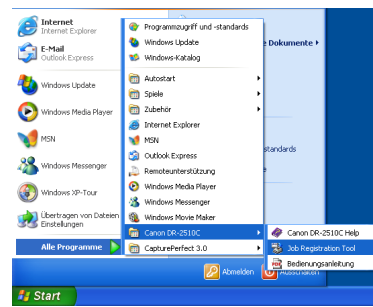 Internet
Internet Explorer
E-Mail
Outlook Express
Windows Update
Windows Media Player
MSN
Windows Messenger
Windows XP-Tour
Übertragen von Dateien
Einstellungen
Alle Programme
Programmzugriff und -standards
Windows Update
Windows-Katalog
Autostart
Spiele
Zubehör
Internet Explorer
MSN
Outlook Express
Remoteunterstützung
Windows Media Player
Windows Messenger
Windows Movie Maker
Canon DR-2510C
CapturePerfect 3.0
e Dokumente
standards
Canon DR-2510C Help
Job Registration Tool
Bedienungsanleitung
Abmelden
Ausschalten
Start